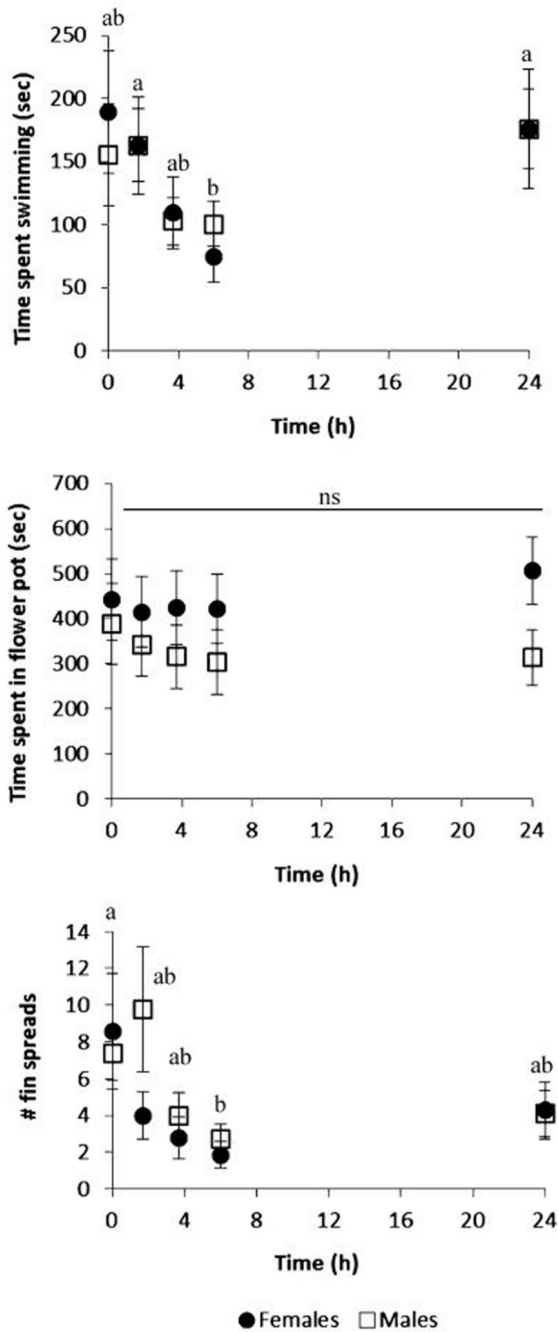 ab
250
Time spent swimming (sec)
200
a
a
150
ab
b
100
50
0
0 4 8 12 16 20 24
Time (h)
700
Time spent in flower pot (sec)
ns
600
500
400
300
200
100
0
0 4 8 12 16 20 24
Time (h)
a
14
# fin spreads
12
ab
10
8
ab
ab
6
b
4
2
0
0 4 8 12 16 20 24
Time (h)
Females Males